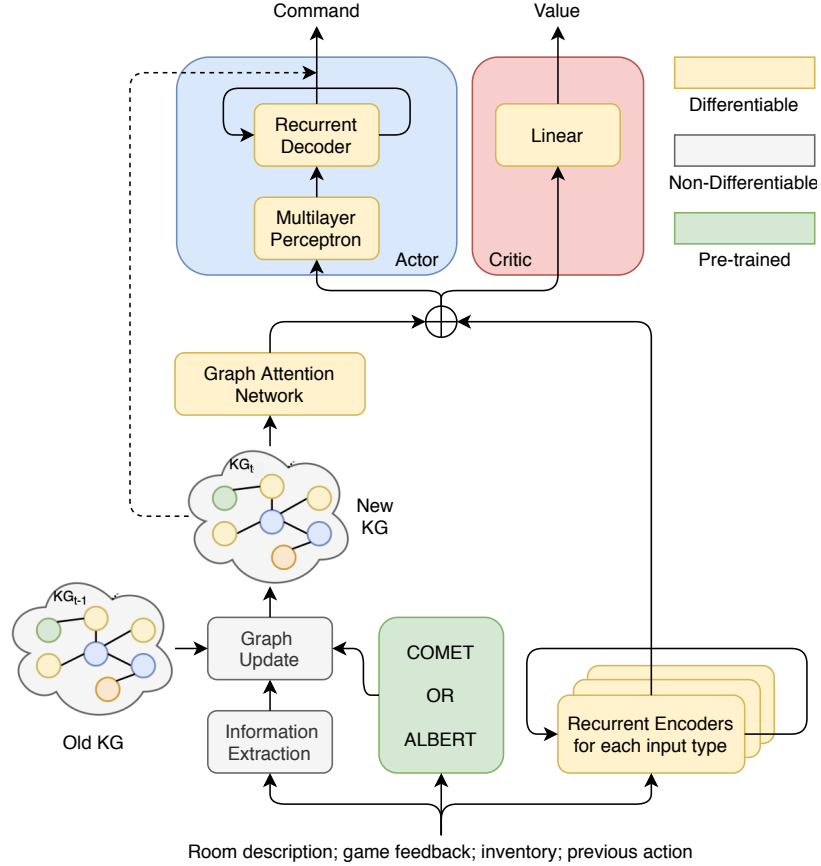 Command
Value
Differentiable
Non-Differentiable
Pre-trained
Recurrent
Decoder
Linear
Multilayer
Perceptron
Actor
Critic
Graph Attention
Network
KGt
New
KG
KGt-1
Old KG
Graph
Update
Information
Extraction
COMET
OR
ALBERT
Recurrent Encoders
for each input type
Room description; game feedback; inventory; previous action